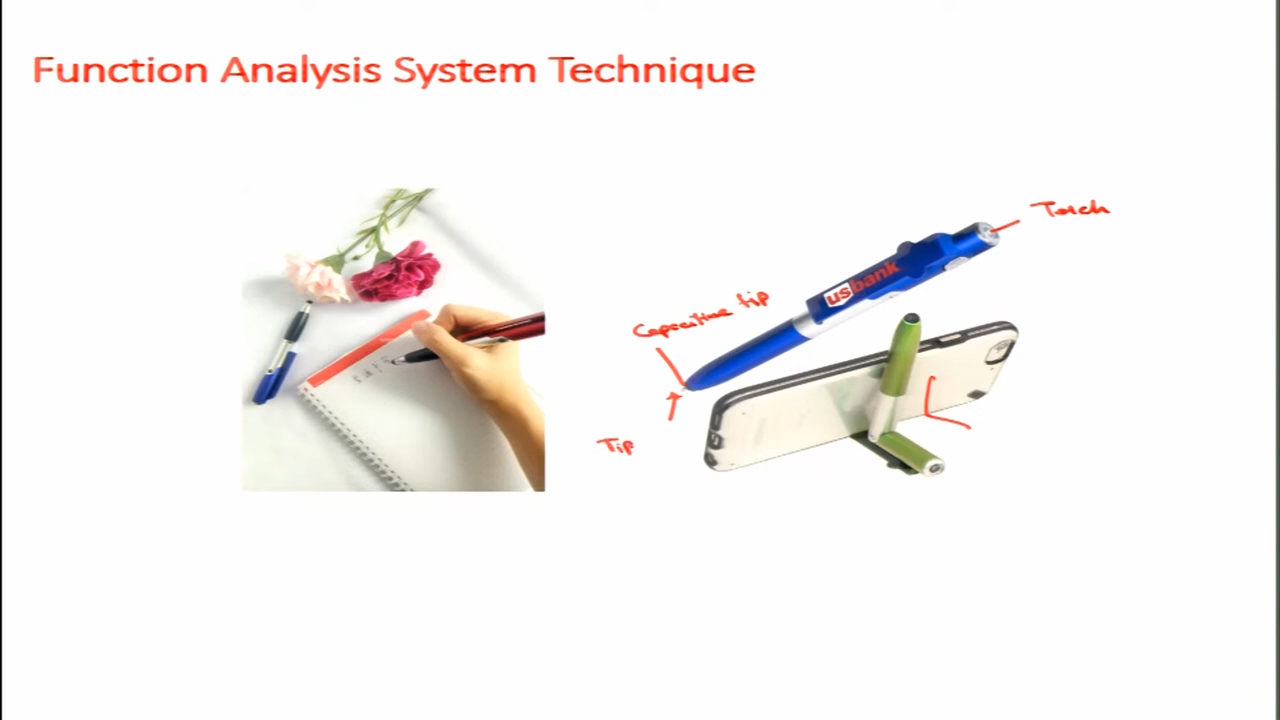 Function Analysis System Technique
Torch
usbank
Capacitive tip
Tip